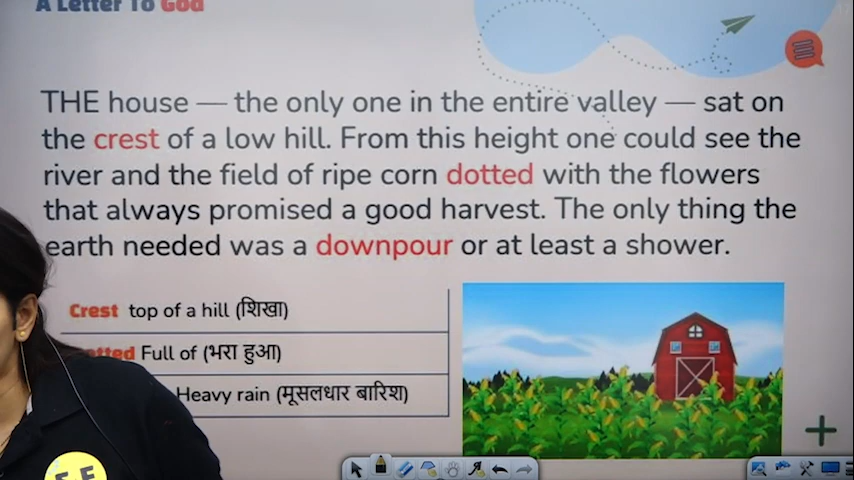 A Letter To God
THE house — the only one in the entire valley — sat on
the crest of a low hill. From this height one could see the
river and the field of ripe corn dotted with the flowers
that always promised a good harvest. The only thing the
earth needed was a downpour or at least a shower.
Crest top of a hill (शिखा)
Full of (भरा हुआ)
Heavy rain (मूसलधार बारिश)